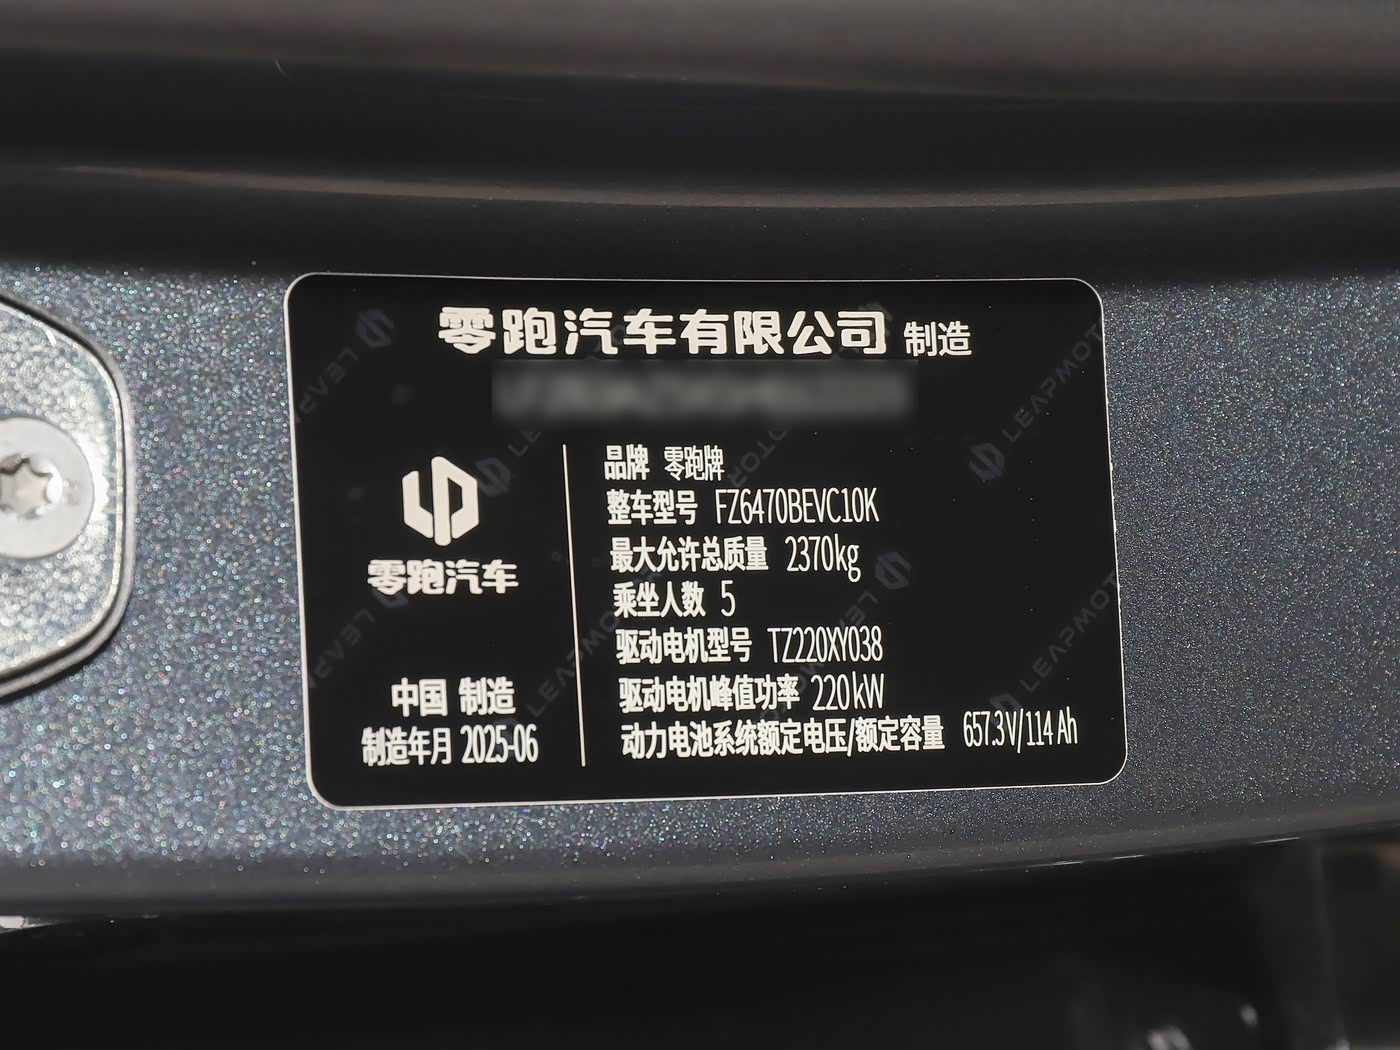 零跑汽车有限公司 制造
零跑汽车
中国 制造
制造年月 2025-06
品牌 零跑牌
整车型号 FZ6470BEVC10K
最大允许总质量 2370kg
乘坐人数 5
驱动电机型号 TZ220XY038
驱动电机峰值功率 220kW
动力电池系统额定电压/额定容量 657.3V/114Ah
LEAPMOTOR